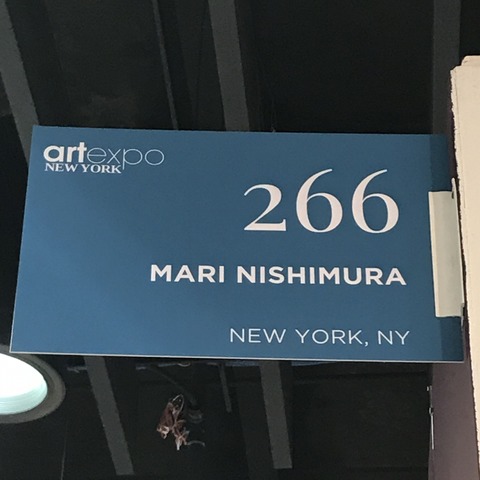 artexpo
NEW YORK
266
MARI NISHIMURA
NEW YORK, NY